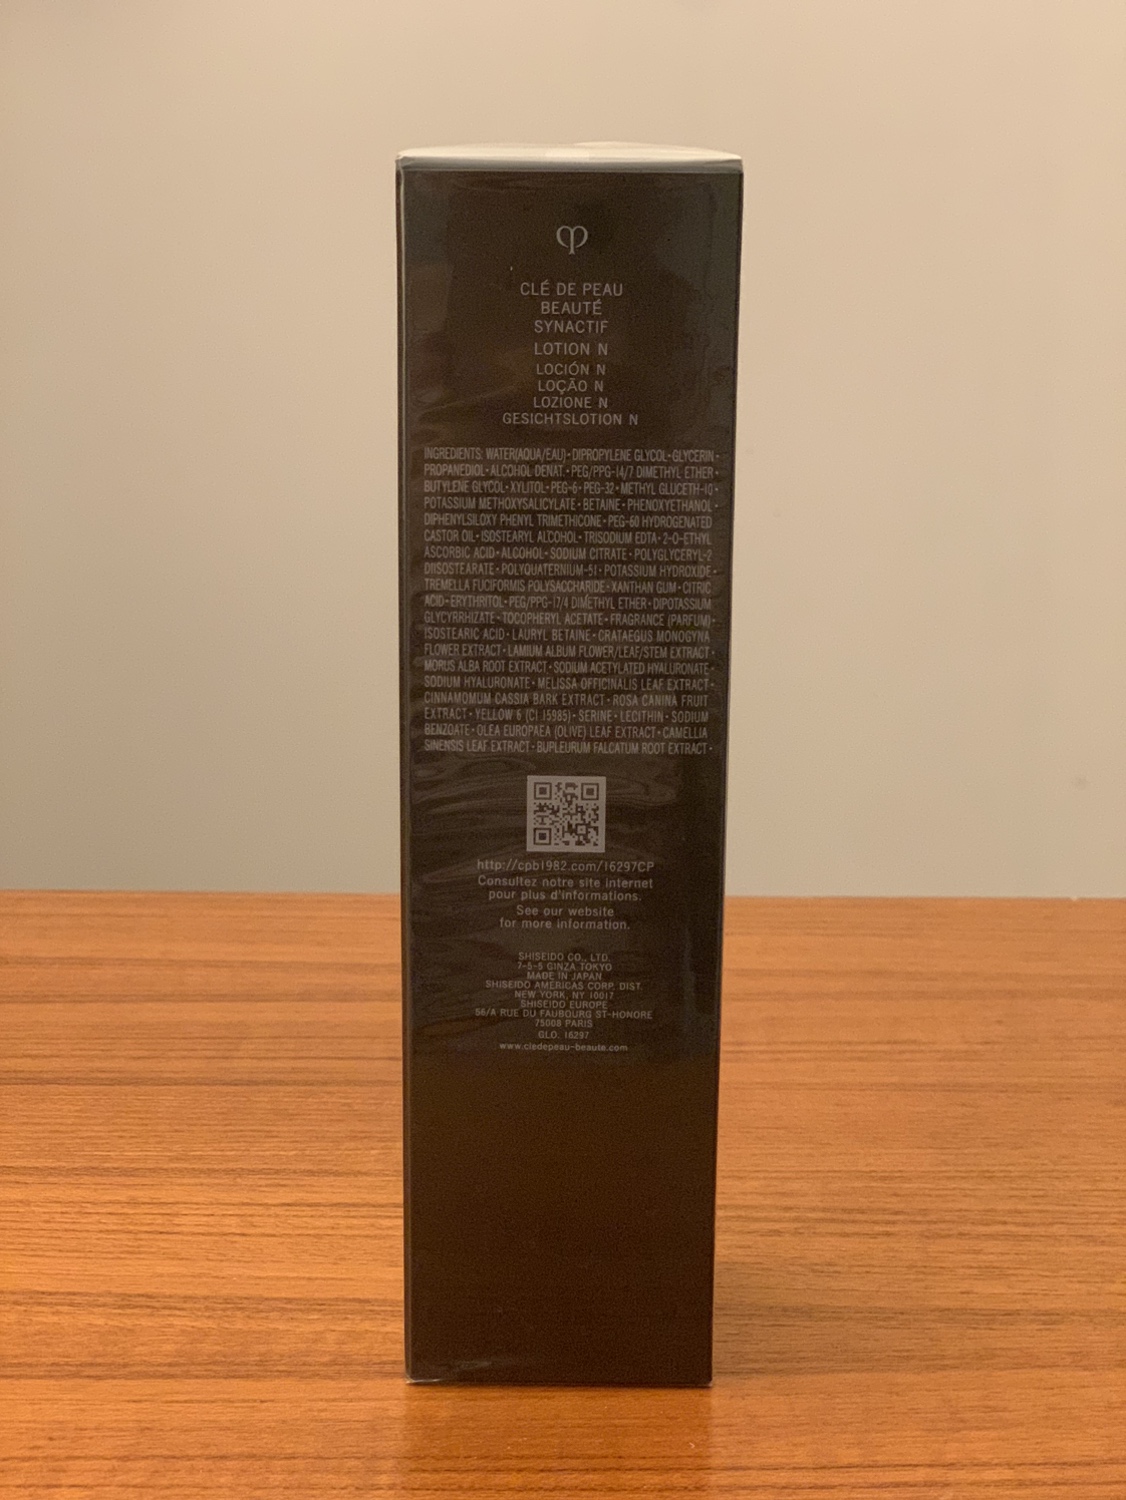 CLÉ DE PEAU
BEAUTÉ
SYNACTIF
LOTION N
LOCIÓN N
LOÇÃO N
LOZIONE N
GESICHTSLOTION N
INGREDIENTS: WATER(AQUA/EAU)・DIPROPYLENE GLYCOL・GLYCERIN・
PROPANEDIOL・ALCOHOL DENAT.・PEG/PPG-14/7 DIMETHYL ETHER・
BUTYLENE GLYCOL・XYLITOL・PEG-6・PEG-32・METHYL GLUCETH-10・
POTASSIUM METHOXYSALICYLATE・BETAINE・PHENOXYETHANOL・
DIPHENYLSILOXY PHENYL TRIMETHICONE・PEG-60 HYDROGENATED
CASTOR OIL・ISOSTEARYL ALCOHOL・TRISODIUM EDTA・2-O-ETHYL
ASCORBIC ACID・ALCOHOL・SODIUM CITRATE・POLYGLYCERYL-2
DIISOSTEARATE・POLYQUATERNIUM-51・POTASSIUM HYDROXIDE・
TREMELLA FUCIFORMIS POLYSACCHARIDE・XANTHAN GUM・CITRIC
ACID・ERYTHRITOL・PEG/PPG-17/4 DIMETHYL ETHER・DIPOTASSIUM
GLYCYRRHIZATE・TOCOPHERYL ACETATE・FRAGRANCE (PARFUM)・
ISOSTEARIC ACID・LAURYL BETAINE・CRATAEGUS MONOGYNA
FLOWER EXTRACT・LAMIUM ALBUM FLOWER/LEAF/STEM EXTRACT・
MORUS ALBA ROOT EXTRACT・SODIUM ACETYLATED HYALURONATE・
SODIUM HYALURONATE・MELISSA OFFICINALIS LEAF EXTRACT・
CINNAMOMUM CASSIA BARK EXTRACT・ROSA CANINA FRUIT
EXTRACT・YELLOW 6 (CI 15985)・SERINE・LECITHIN・SODIUM
BENZOATE・OLEA EUROPAEA (OLIVE) LEAF EXTRACT・CAMELLIA
SINENSIS LEAF EXTRACT・BUPLEURUM FALCATUM ROOT EXTRACT・
http://cpb1982.com/16297CP
Consultez notre site internet
pour plus d'informations.
See our website
for more information.
SHISEIDO CO., LTD.
7-5-5 GINZA TOKYO
MADE IN JAPAN
SHISEIDO AMERICAS CORP. DIST.
NEW YORK, NY 10017
SHISEIDO EUROPE
56/A RUE DU FAUBOURG ST-HONORE
75008 PARIS
GLO. 16297
www.cledepeau-beaute.com